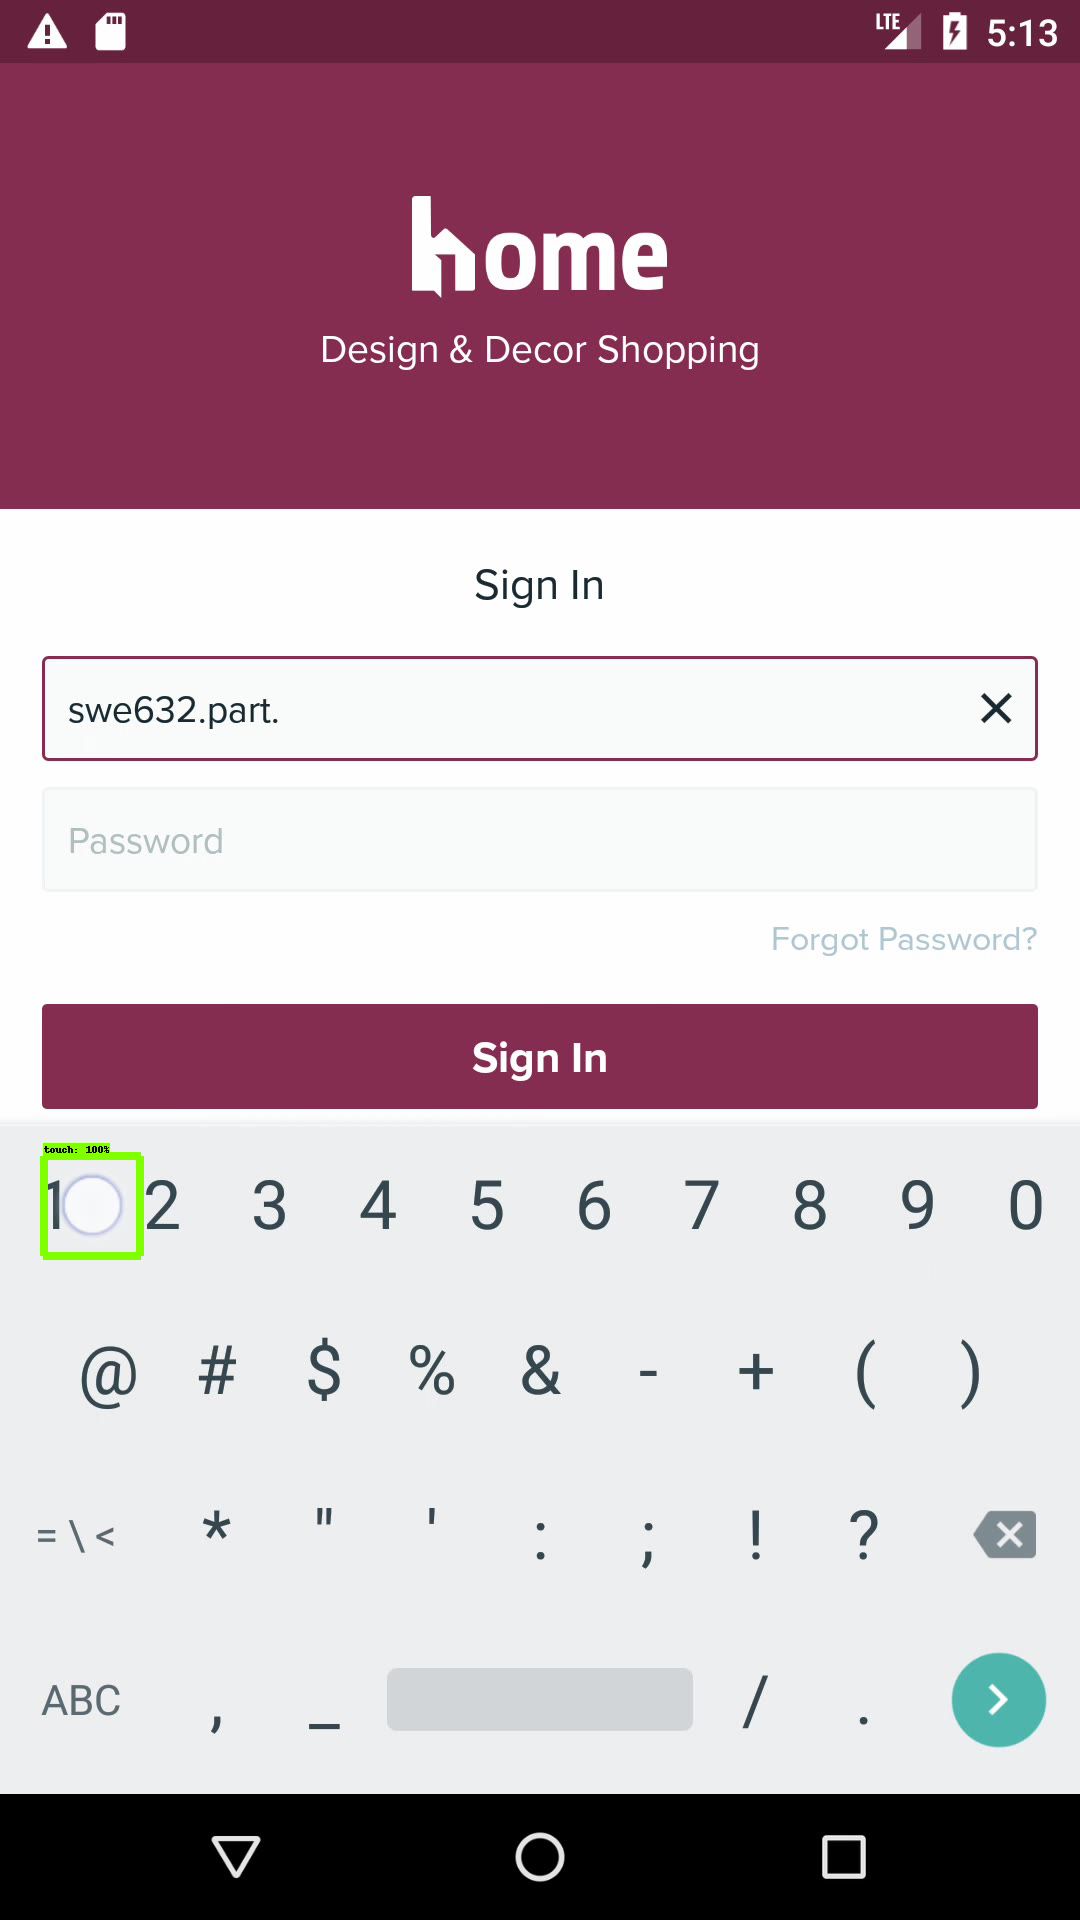 LTE 5:13
home
Design & Decor Shopping
Sign In
swe632.part.
Password
Forgot Password?
Sign In
touch: 100%
1 2 3 4 5 6 7 8 9 0
@ # $ % & - + ( )
= \ < * " ' : ; ! ?
ABC , _ / .